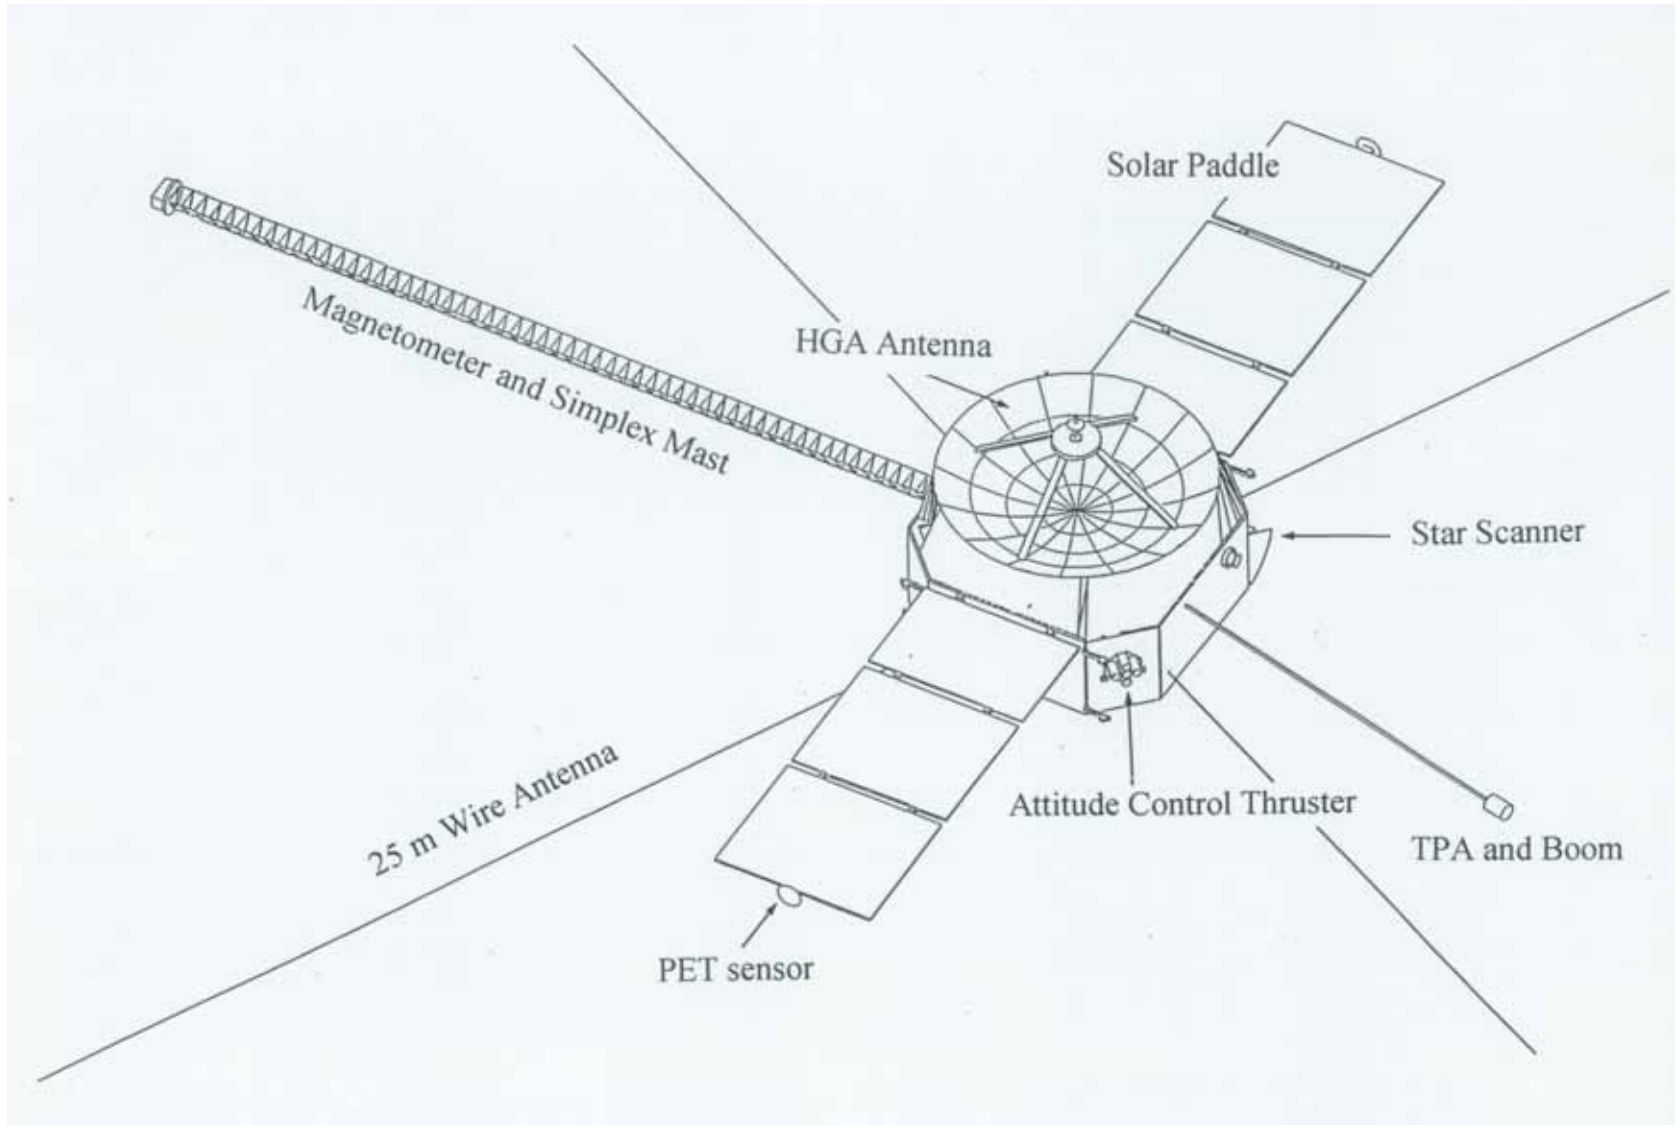 Solar Paddle
Magnetometer and Simplex Mast
HGA Antenna
Star Scanner
25 m Wire Antenna
Attitude Control Thruster
TPA and Boom
PET sensor